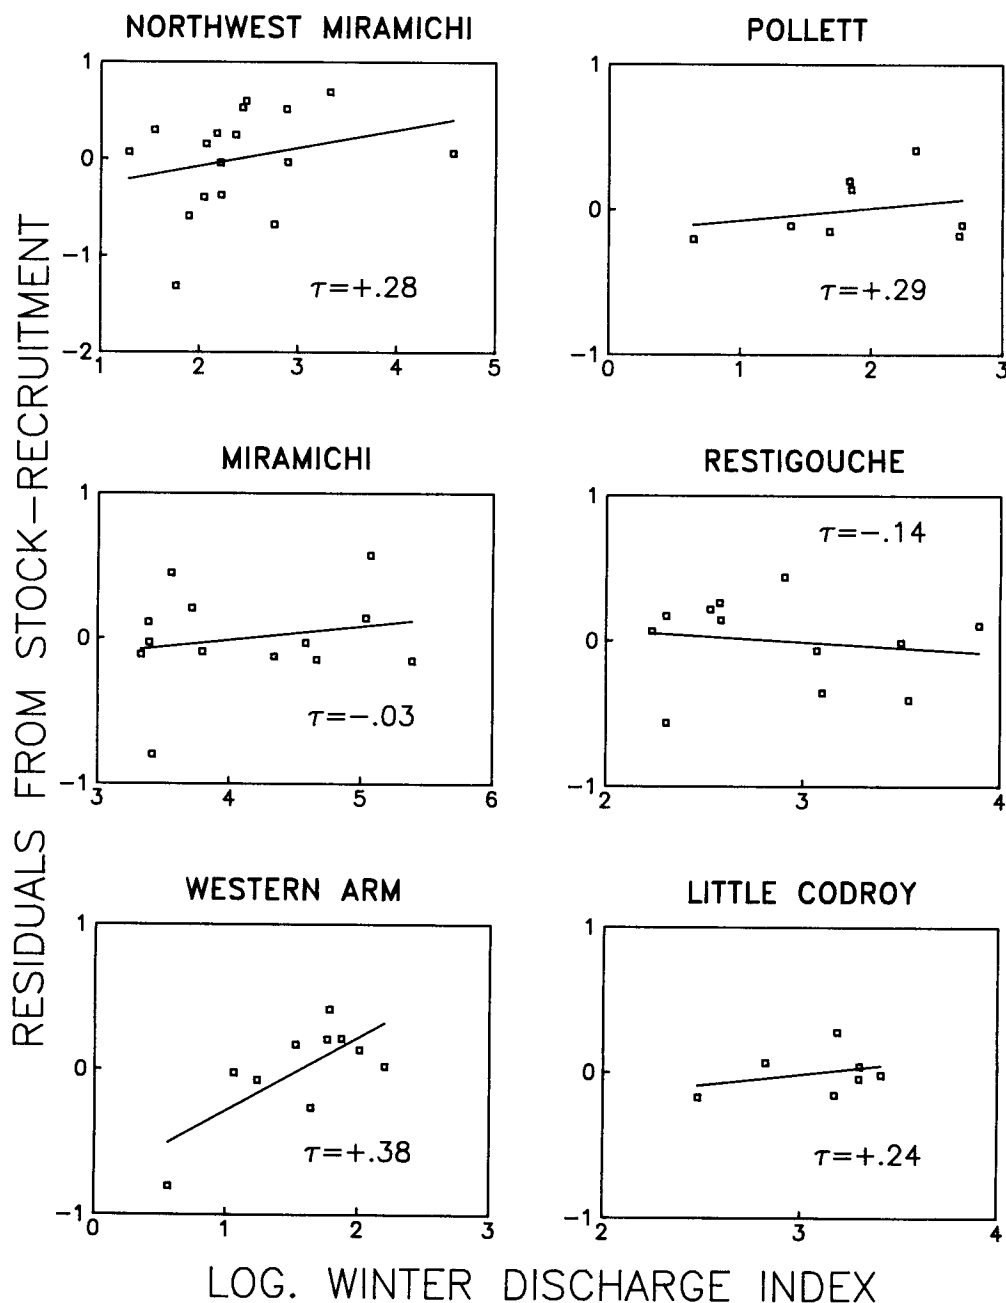 NORTHWEST MIRAMICHI
POLLETT
1
0
-1
-2
1 2 3 4 5
τ=+.28
1
0
-1
0 1 2 3
τ=+.29
MIRAMICHI
RESTIGOUCHE
1
0
-1
3 4 5 6
τ=-.03
1
0
-1
2 3 4
τ=-.14
WESTERN ARM
LITTLE CODROY
1
0
-1
0 1 2 3
τ=+.38
1
0
-1
2 3 4
τ=+.24
RESIDUALS FROM STOCK-RECRUITMENT
LOG. WINTER DISCHARGE INDEX